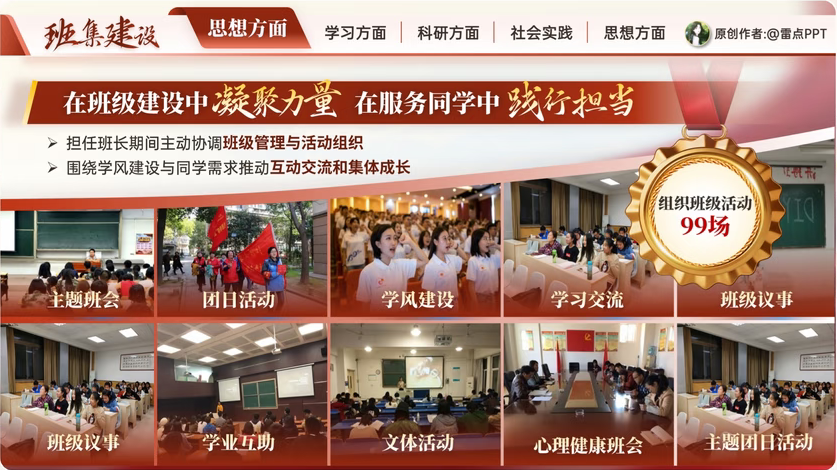 班集建设
思想方面
学习方面
科研方面
社会实践
思想方面
原创作者:@雷点PPT
在班级建设中凝聚力量 在服务同学中践行担当
担任班长期间主动协调班级管理与活动组织
围绕学风建设与同学需求推动互动交流和集体成长
组织班级活动
99场
主题班会
团日活动
学风建设
学习交流
班级议事
班级议事
学业互助
文体活动
心理健康班会
主题团日活动